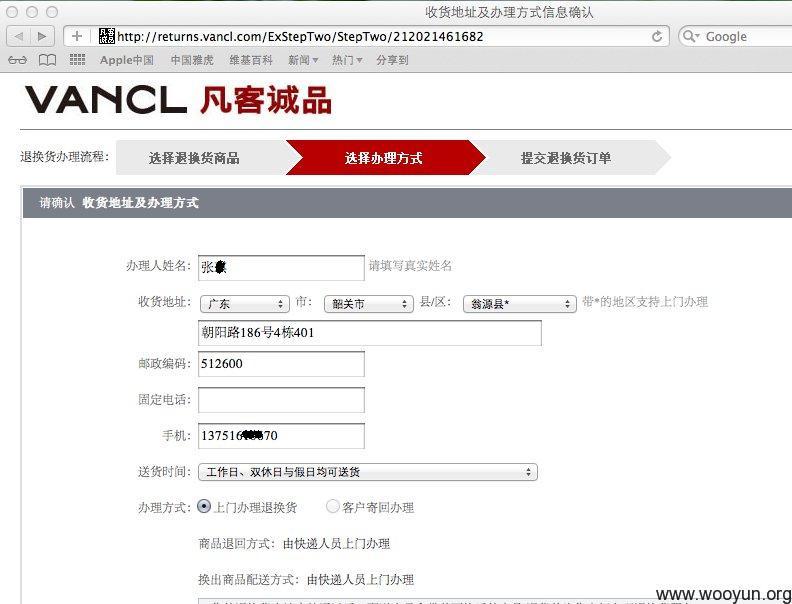 收货地址及办理方式信息确认
http://returns.vancl.com/ExStepTwo/StepTwo/212021461682
Google
Apple中国 中国雅虎 维基百科 新闻 热门 分享到
VANCL 凡客诚品
退换货办理流程: 选择退换货商品 选择办理方式 提交退换货订单
请确认 收货地址及办理方式
办理人姓名: 张 请填写真实姓名
收货地址: 广东 市: 韶关市 县/区: 翁源县* 带*的地区支持上门办理
朝阳路186号4栋401
邮政编码: 512600
固定电话:
手机: 13751 70
送货时间: 工作日、双休日与假日均可送货
办理方式: 上门办理退换货 客户寄回办理
商品退回方式: 由快递人员上门办理
换出商品配送方式: 由快递人员上门办理
www.wooyun.org